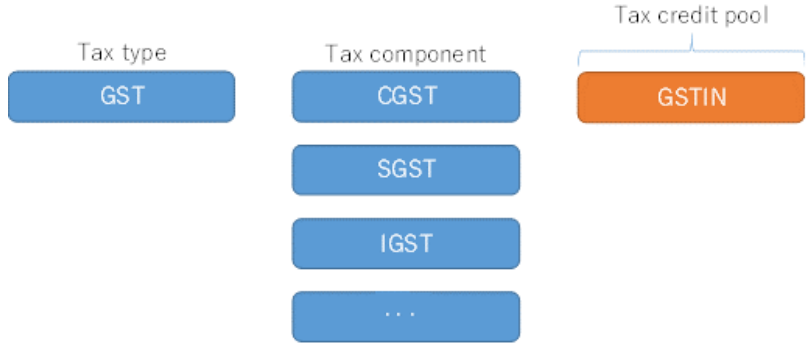 Tax credit pool
Tax type
Tax component
GST
CGST
GSTIN
SGST
IGST
...